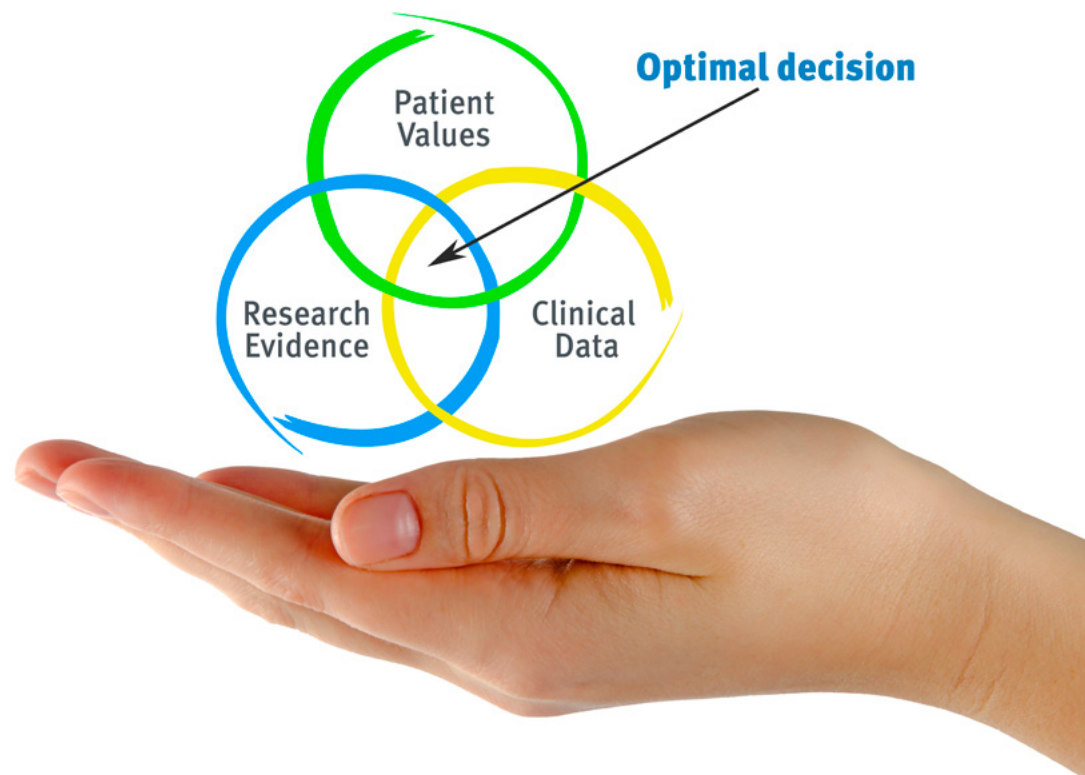 Optimal decision
Patient
Values
Research
Evidence
Clinical
Data